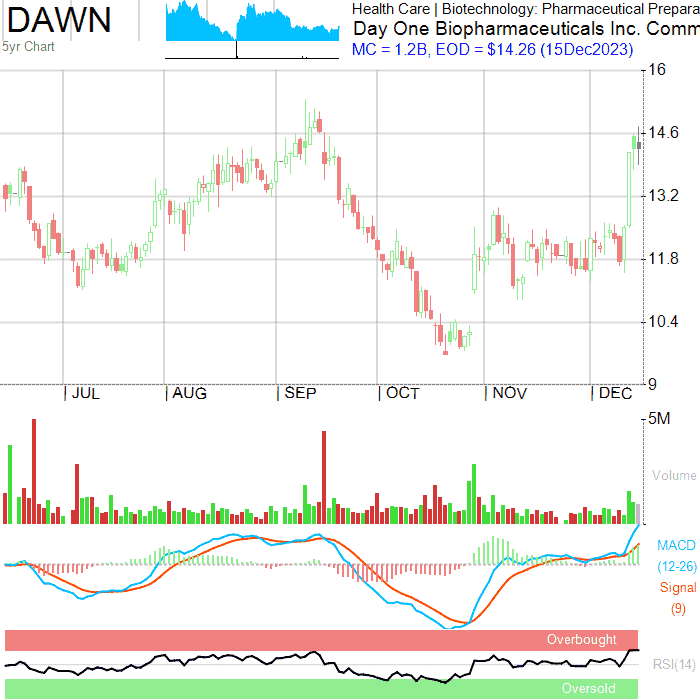 DAWN
5yr Chart
Health Care | Biotechnology: Pharmaceutical Prepara
Day One Biopharmaceuticals Inc. Comm
MC = 1.2B, EOD = $14.26 (15Dec2023)
16
14.6
13.2
11.8
10.4
9
| JUL | AUG | SEP | OCT | NOV | DEC
5M
Volume
MACD
(12-26)
Signal
(9)
Overbought
RSI(14)
Oversold